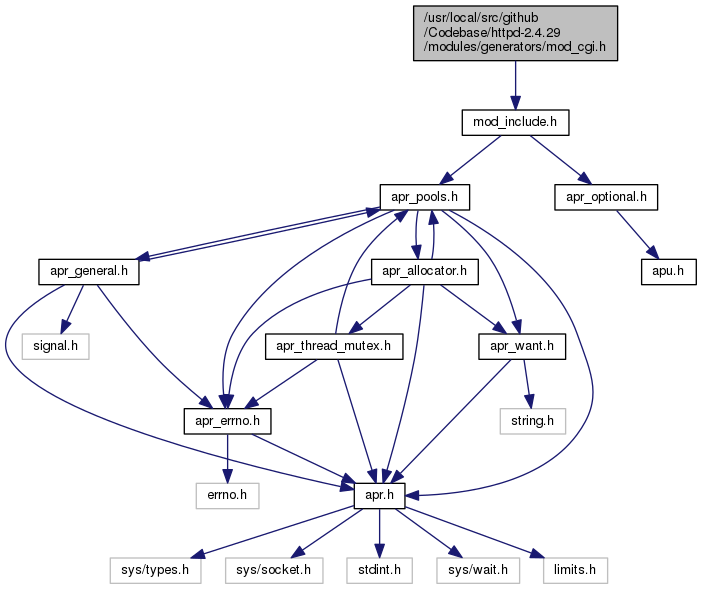 /usr/local/src/github
/Codebase/httpd-2.4.29
/modules/generators/mod_cgi.h
mod_include.h
apr_pools.h
apr_optional.h
apr_general.h
apr_allocator.h
apu.h
signal.h
apr_thread_mutex.h
apr_want.h
apr_errno.h
string.h
errno.h
apr.h
sys/types.h
sys/socket.h
stdint.h
sys/wait.h
limits.h